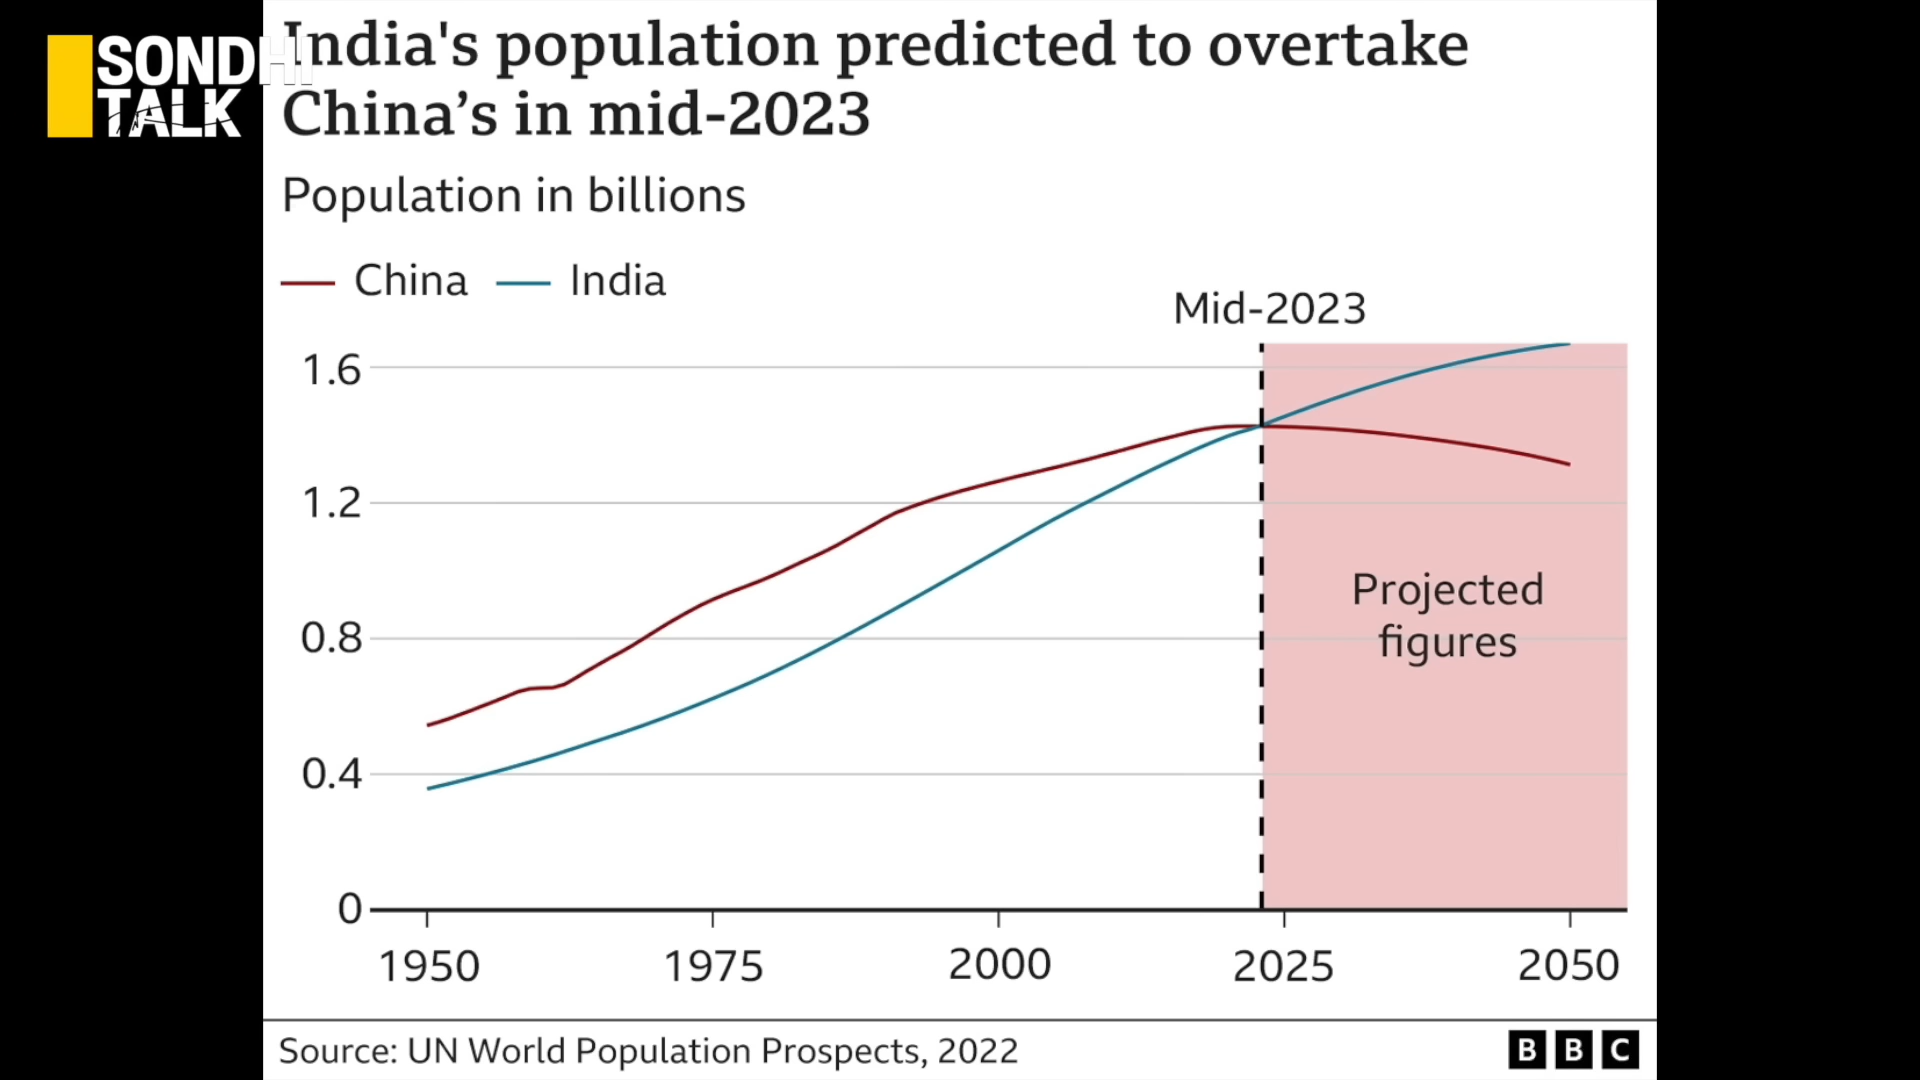 SONDHI
TALK
India's population predicted to overtake
China’s in mid-2023
Population in billions
China India
Mid-2023
1.6
1.2
0.8
0.4
0
Projected
figures
1950 1975 2000 2025 2050
Source: UN World Population Prospects, 2022
BBC